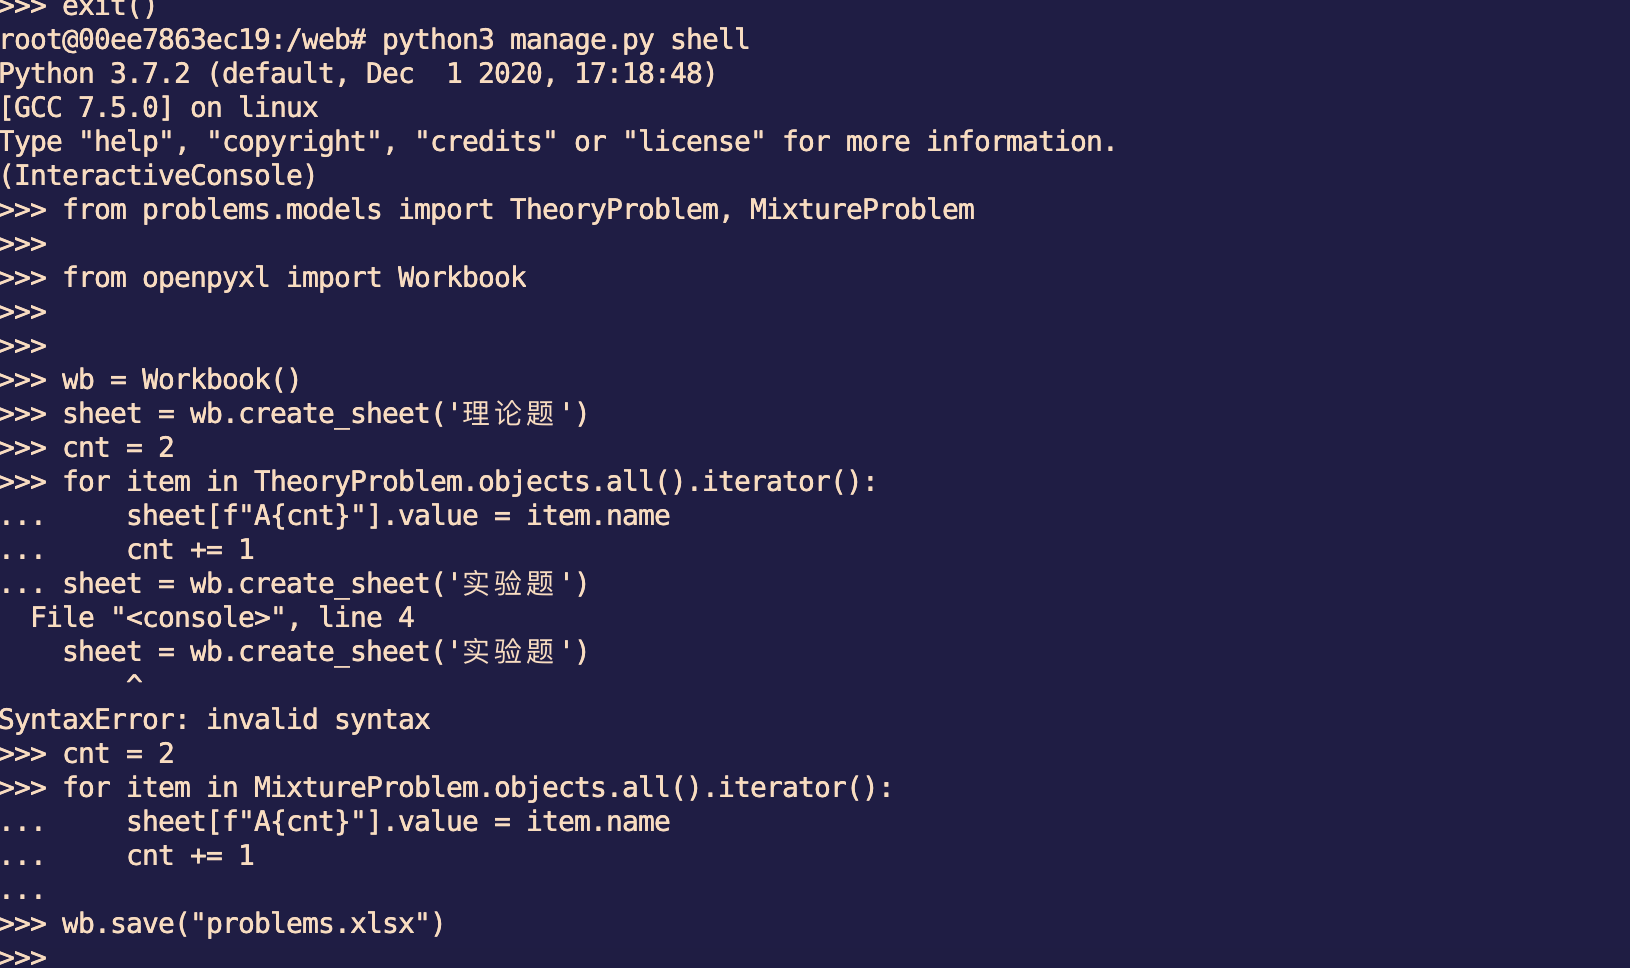 >>> exit()
root@00ee7863ec19:/web# python3 manage.py shell
Python 3.7.2 (default, Dec  1 2020, 17:18:48)
[GCC 7.5.0] on linux
Type "help", "copyright", "credits" or "license" for more information.
(InteractiveConsole)
>>> from problems.models import TheoryProblem, MixtureProblem
>>>
>>> from openpyxl import Workbook
>>>
>>>
>>> wb = Workbook()
>>> sheet = wb.create_sheet('理论题')
>>> cnt = 2
>>> for item in TheoryProblem.objects.all().iterator():
...     sheet[f"A{cnt}"].value = item.name
...     cnt += 1
... sheet = wb.create_sheet('实验题')
  File "<console>", line 4
    sheet = wb.create_sheet('实验题')
        ^
SyntaxError: invalid syntax
>>> cnt = 2
>>> for item in MixtureProblem.objects.all().iterator():
...     sheet[f"A{cnt}"].value = item.name
...     cnt += 1
...
>>> wb.save("problems.xlsx")
>>>